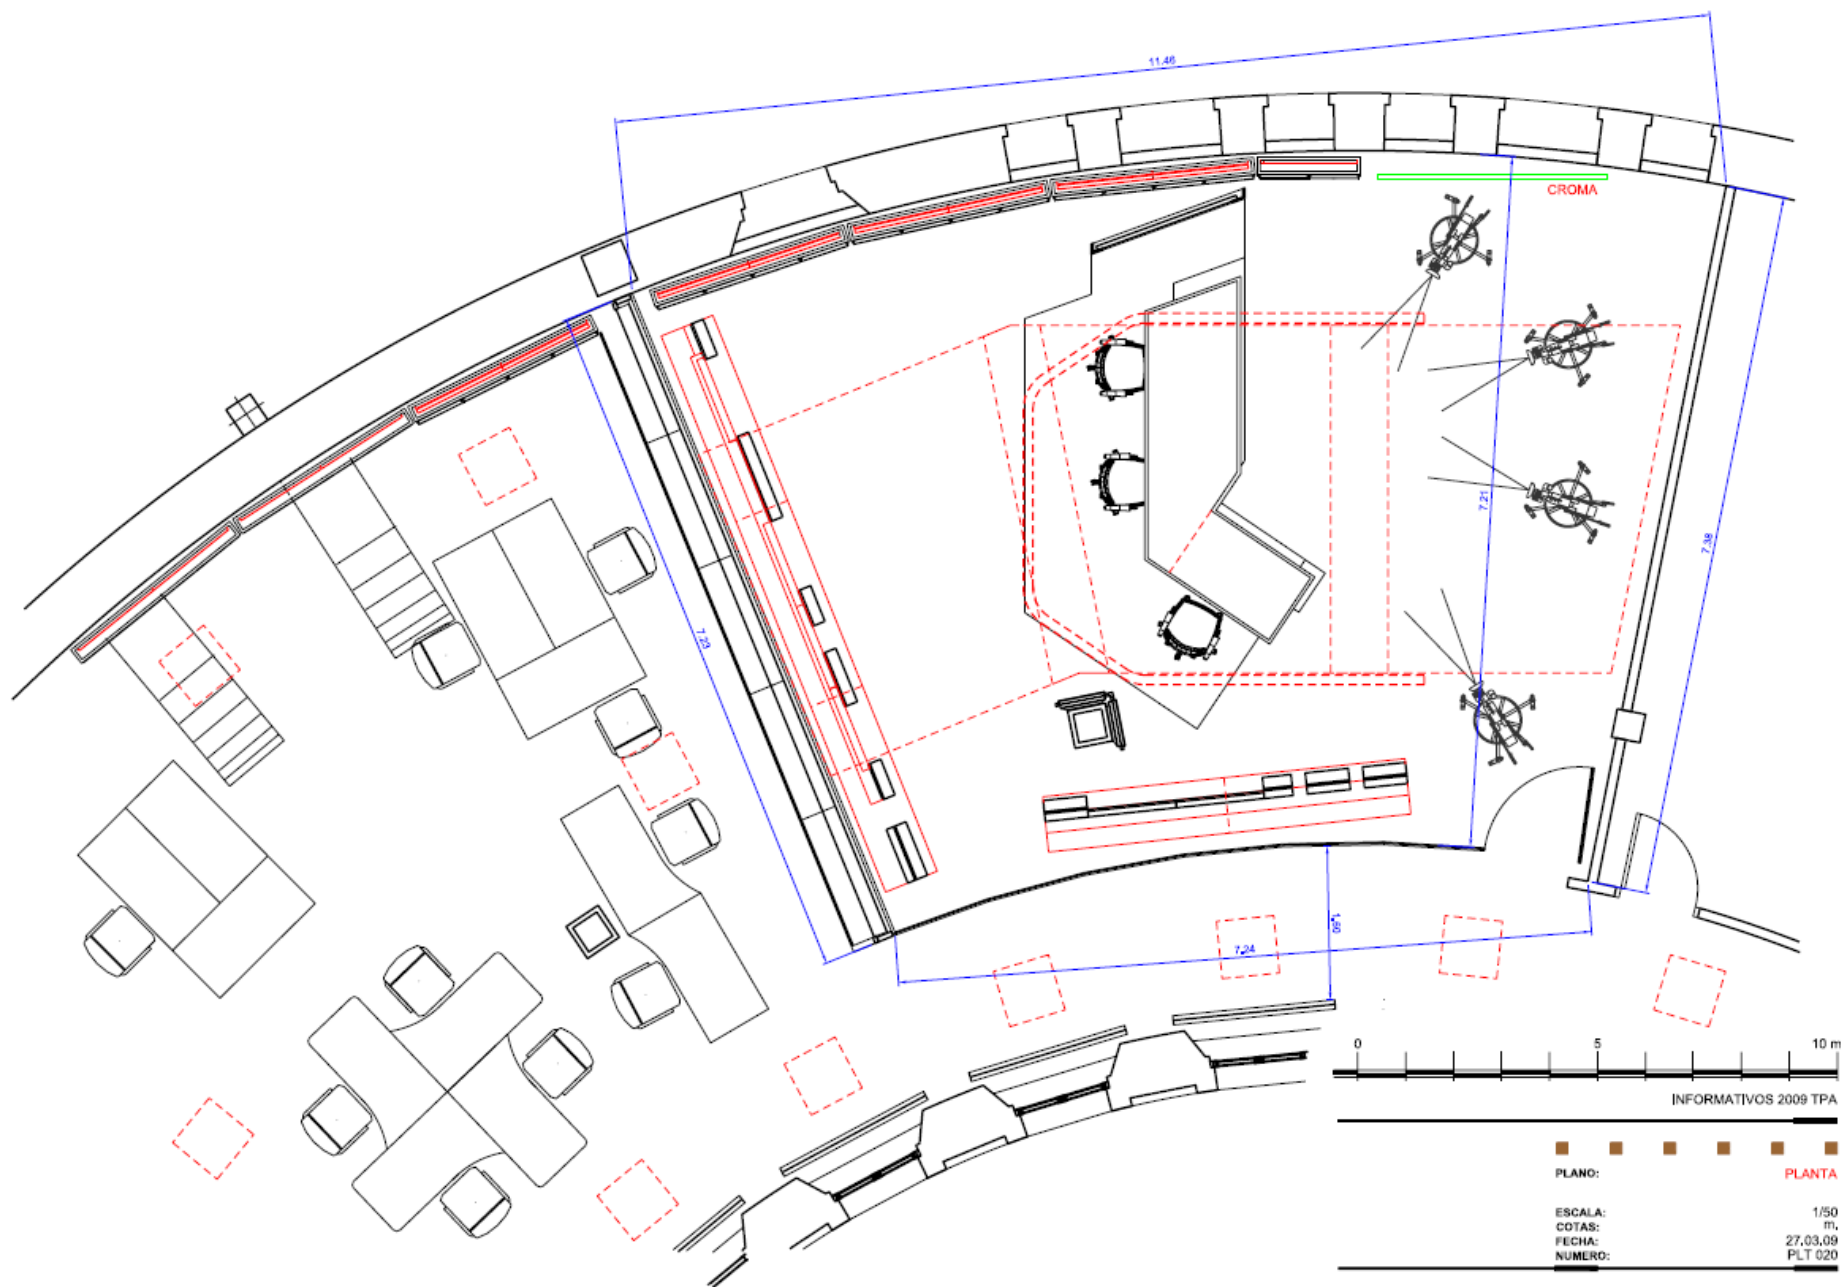 11.46
CROMA
7.21
7.38
7.23
1.60
7.24
0 5 10 m
INFORMATIVOS 2009 TPA
PLANO: PLANTA
ESCALA: 1/50
COTAS: m.
FECHA: 27.03.09
NUMERO: PLT 020